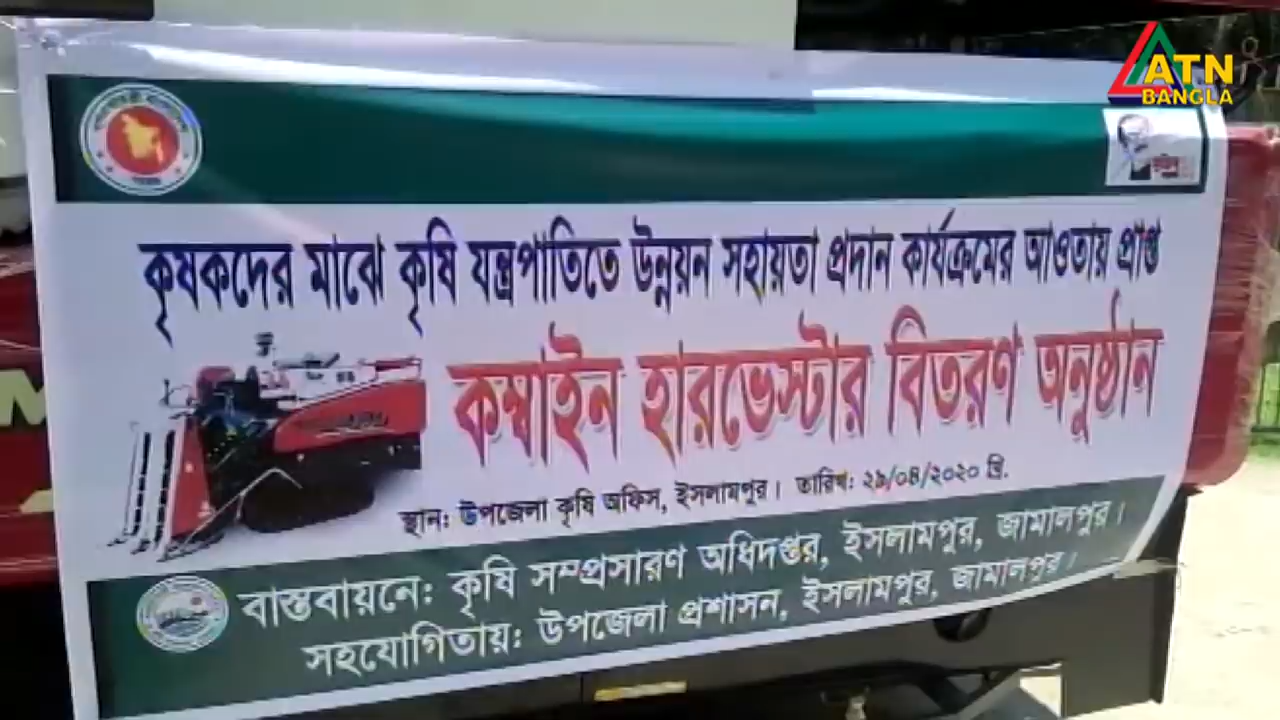 ATN
BANGLA
কৃষকদের মাঝে কৃষি যন্ত্রপাতিতে উন্নয়ন সহায়তা প্রদান কার্যক্রমের আওতায় প্রাপ্ত
কম্বাইন হারভেস্টার বিতরণ অনুষ্ঠান
স্থান: উপজেলা কৃষি অফিস, ইসলামপুর। তারিখ: ২৯/০৪/২০২০ খ্রি.
বাস্তবায়নে: কৃষি সম্প্রসারণ অধিদপ্তর, ইসলামপুর, জামালপুর।
সহযোগিতায়: উপজেলা প্রশাসন, ইসলামপুর, জামালপুর।